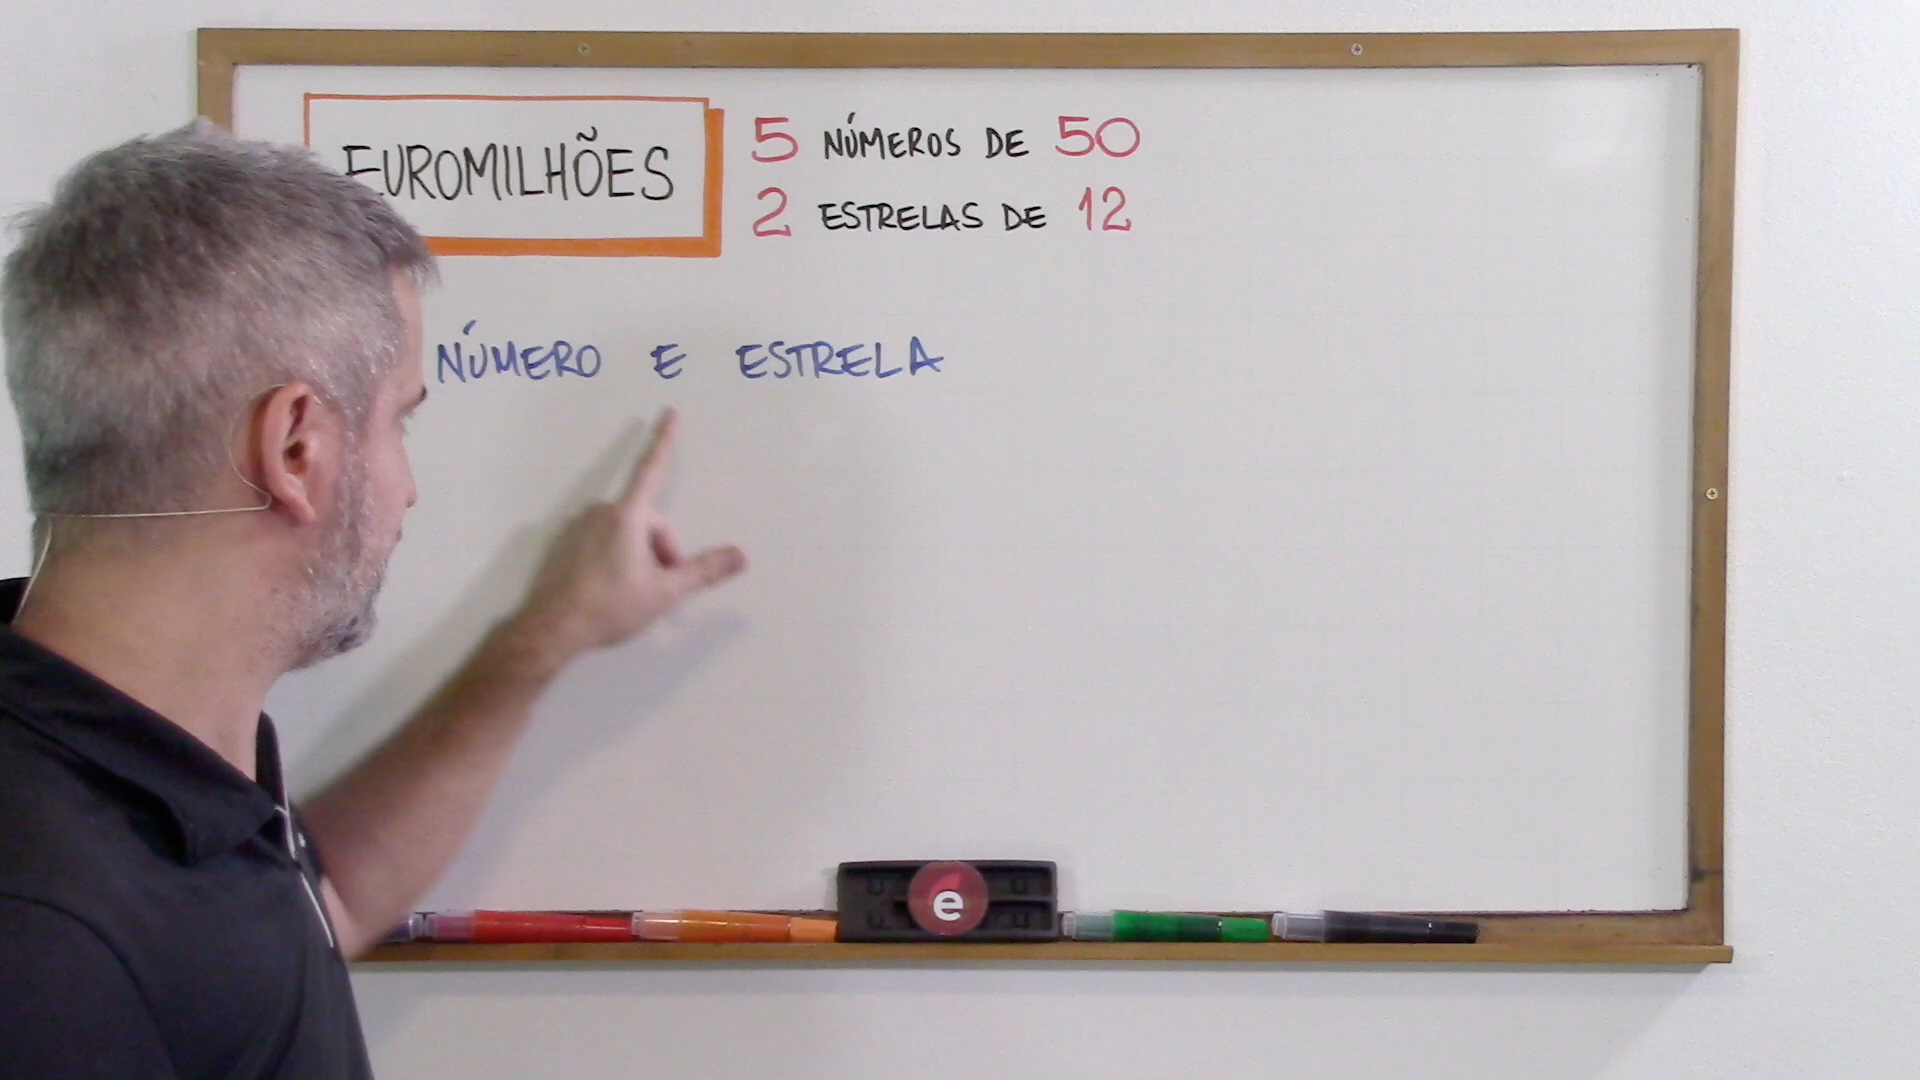 EUROMILHÕES
5 NÚMEROS DE 50
2 ESTRELAS DE 12
NÚMERO E ESTRELA
e